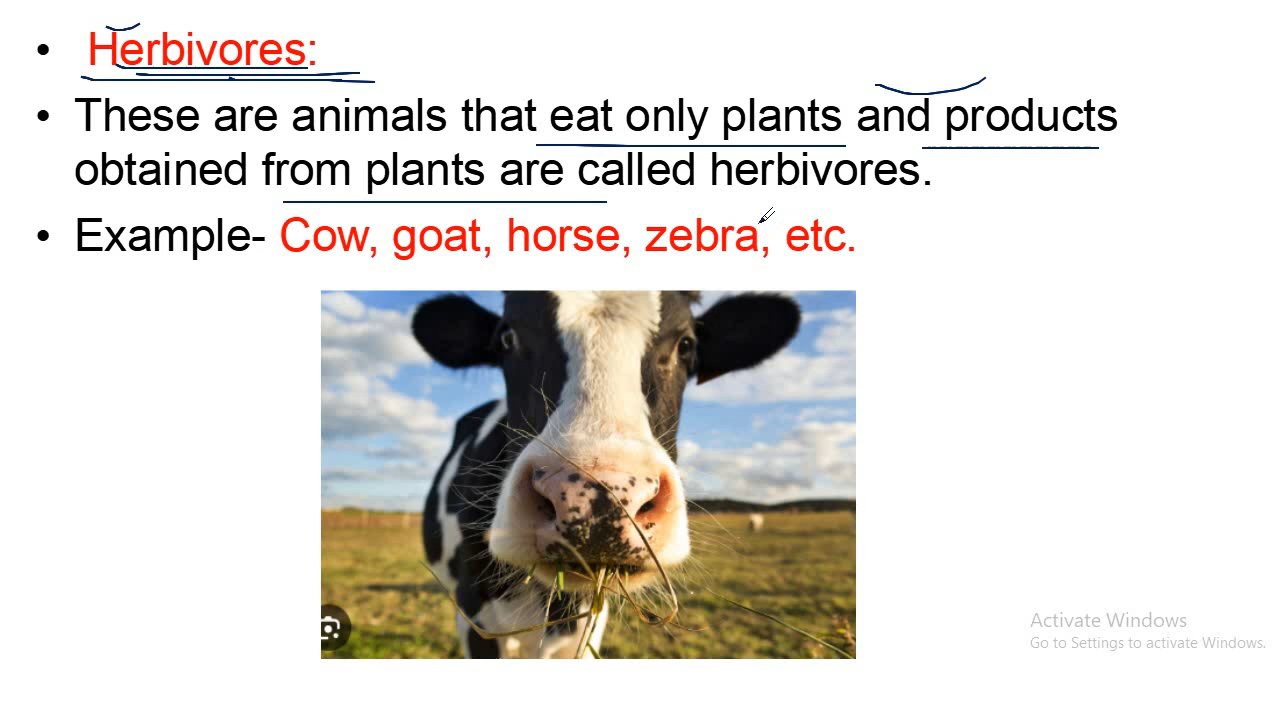 • Herbivores:
• These are animals that eat only plants and products
obtained from plants are called herbivores.
• Example- Cow, goat, horse, zebra, etc.
Activate Windows
Go to Settings to activate Windows.